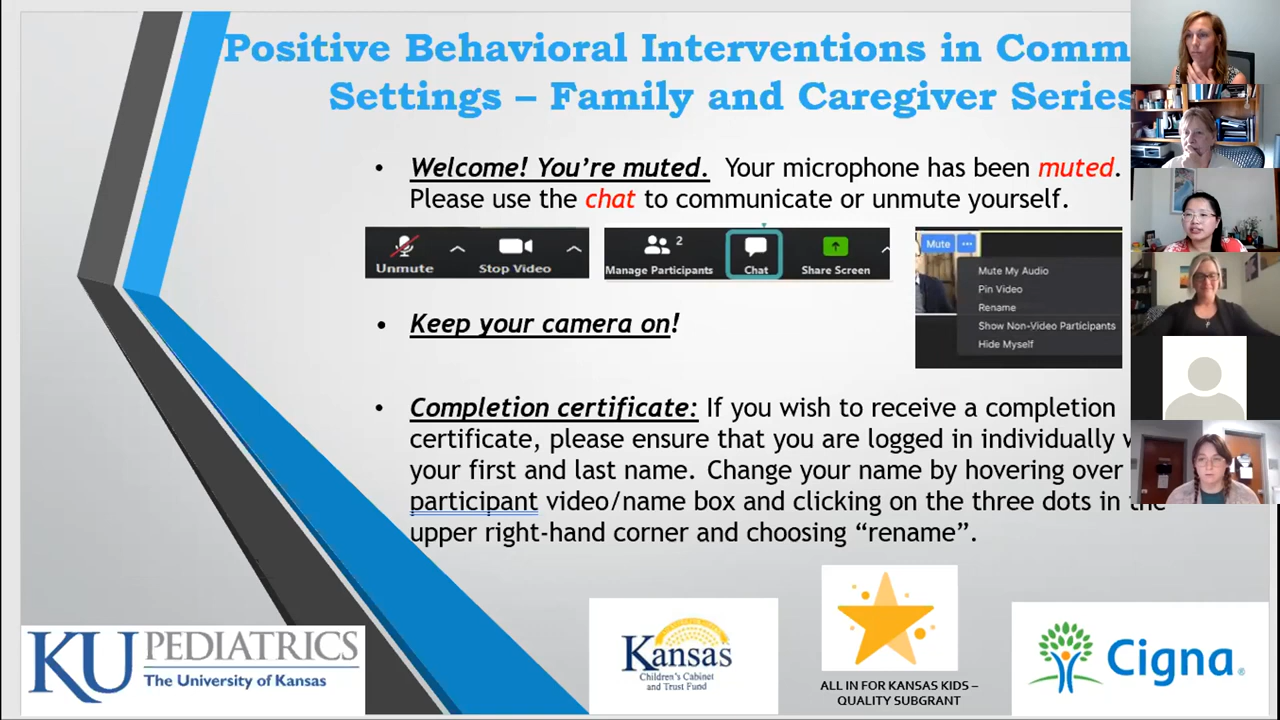 Positive Behavioral Interventions in Comm
Settings – Family and Caregiver Series
• Welcome! You're muted. Your microphone has been muted.
Please use the chat to communicate or unmute yourself.
Unmute Stop Video
2
Manage Participants Chat Share Screen
Mute
Mute My Audio
Pin Video
Rename
Show Non-Video Participants
Hide Myself
• Keep your camera on!
• Completion certificate: If you wish to receive a completion
certificate, please ensure that you are logged in individually
your first and last name. Change your name by hovering over
participant video/name box and clicking on the three dots in the
upper right-hand corner and choosing “rename”.
KU PEDIATRICS
The University of Kansas
Kansas
Children's Cabinet
and Trust Fund
ALL IN FOR KANSAS KIDS –
QUALITY SUBGRANT
Cigna®